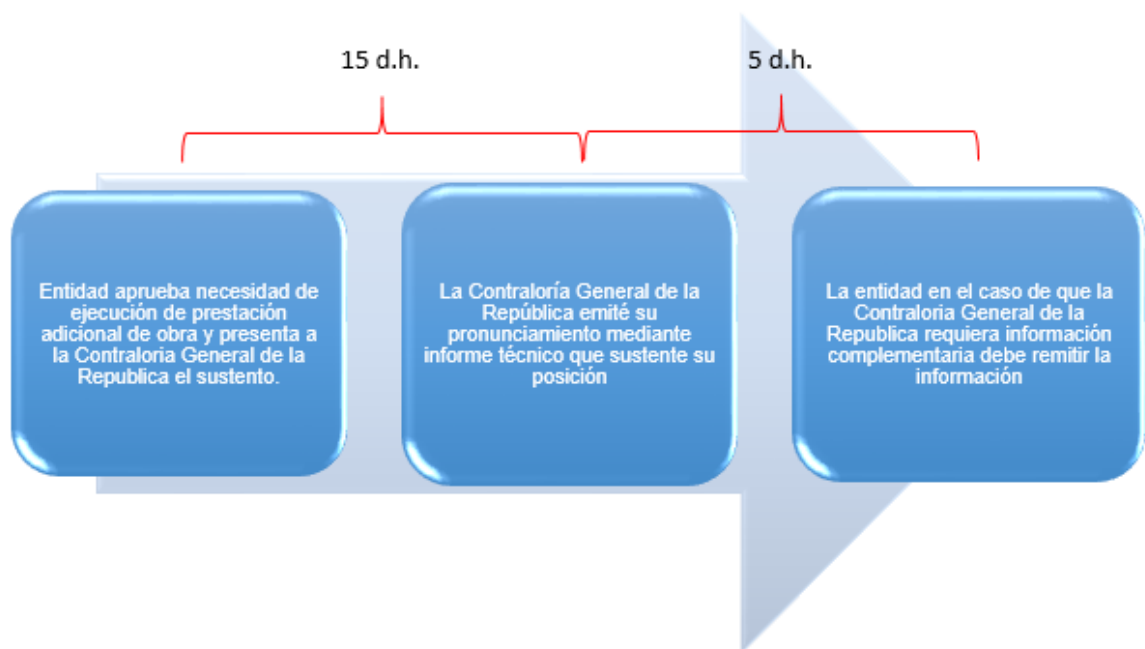 15 d.h.
5 d.h.
Entidad aprueba necesidad de
ejecución de prestación
adicional de obra y presenta a
la Contraloria General de la
Republica el sustento.
La Contraloría General de la
República emité su
pronunciamiento mediante
informe técnico que sustente su
posición
La entidad en el caso de que la
Contraloria General de la
Republica requiera información
complementaria debe remitir la
información